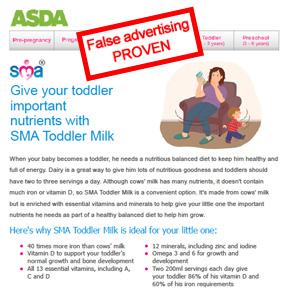 ASDA
False advertising
PROVEN
Pre-pregnancy
Toddler
Preschool
sma®
Give your toddler
important
nutrients with
SMA Toddler Milk
When your baby becomes a toddler, he needs a nutritious balanced diet to keep him healthy and
full of energy. Dairy is a great way to give him lots of nutritious goodness and toddlers should
have two to three servings a day. Although cows' milk has many nutrients, it doesn't contain
much iron or vitamin D, so SMA Toddler Milk is a convenient option. It's made from cows' milk
but is enriched with essential vitamins and minerals to help give your little one the important
nutrients he needs as part of a healthy balanced diet to help him grow.
Here's why SMA Toddler Milk is ideal for your little one:
• 40 times more iron than cows' milk
• Vitamin D to support your toddler's
normal growth and bone development
• All 13 essential vitamins, including A,
C and D
• 12 minerals, including zinc and iodine
• Omega 3 and 6 for growth and
development
• Two 200ml servings each day give
your toddler 86% of his vitamin D and
60% of his iron requirements